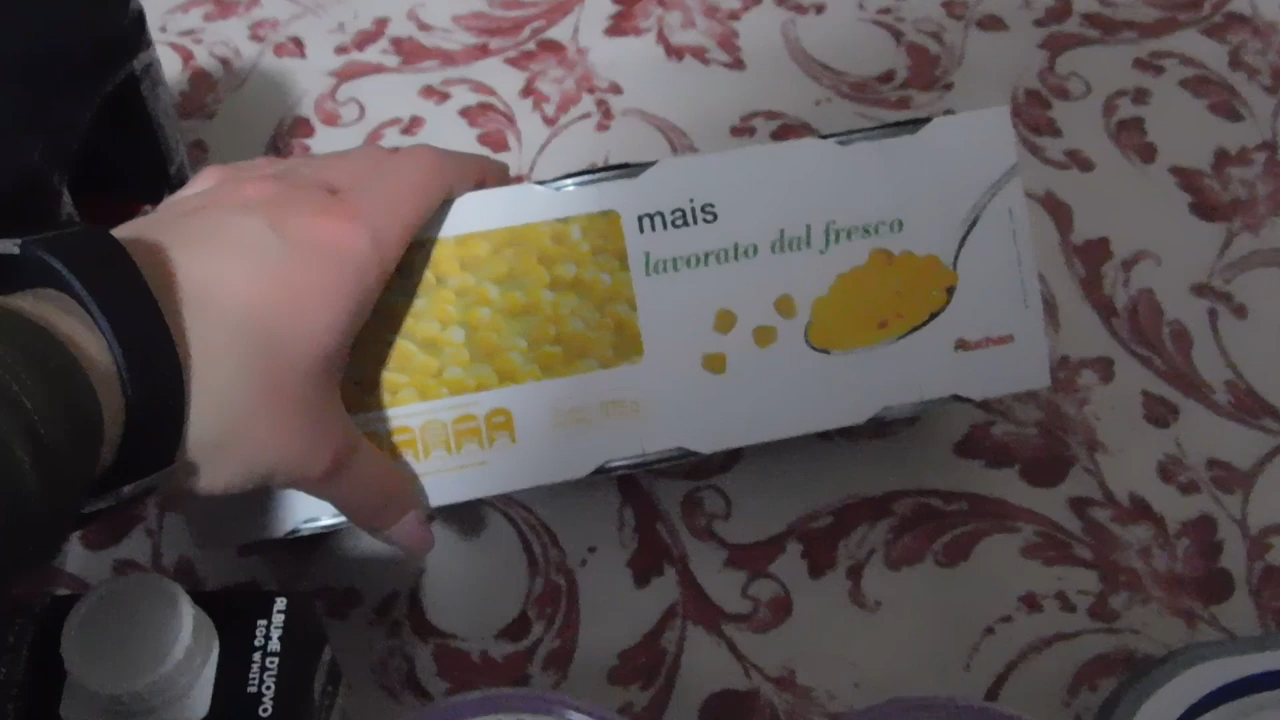 mais
lavorato dal fresco
Auchan
ALBUME D'UOVO
EGG WHITE